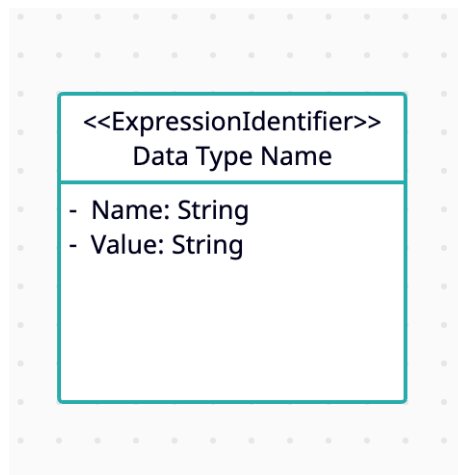 <<ExpressionIdentifier>>
Data Type Name
- Name: String
- Value: String